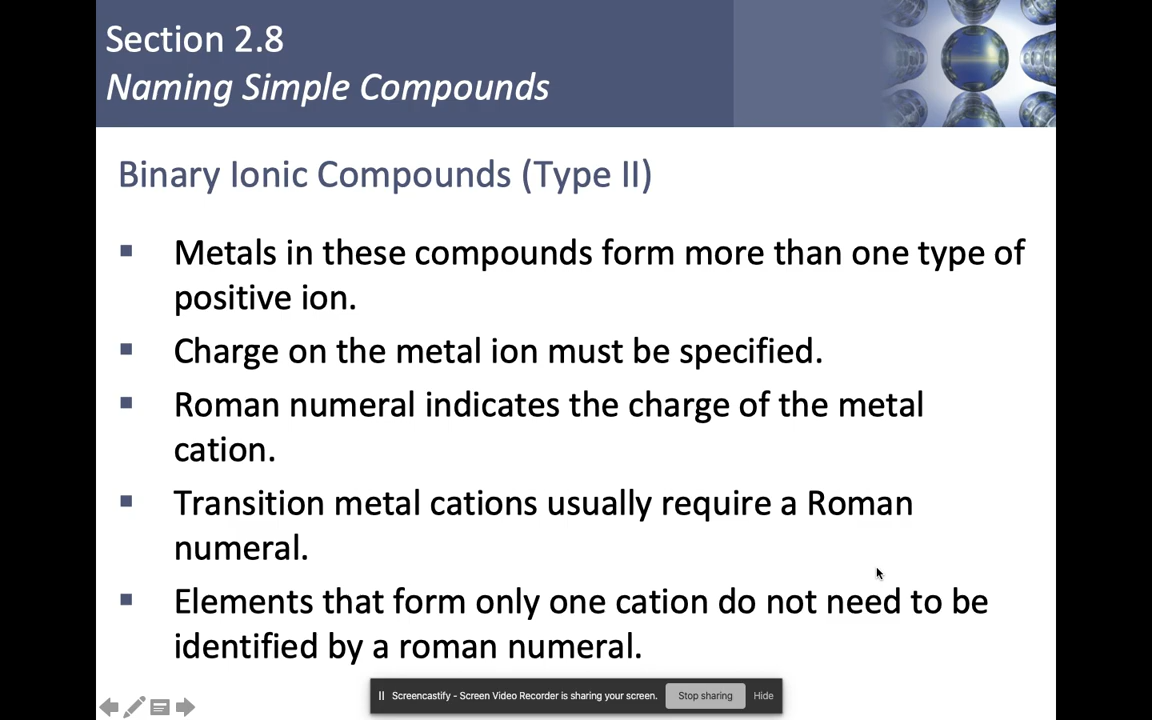 Section 2.8
Naming Simple Compounds
Binary Ionic Compounds (Type II)
Metals in these compounds form more than one type of
positive ion.
Charge on the metal ion must be specified.
Roman numeral indicates the charge of the metal
cation.
Transition metal cations usually require a Roman
numeral.
Elements that form only one cation do not need to be
identified by a roman numeral.
Screencastify - Screen Video Recorder is sharing your screen. Stop sharing Hide